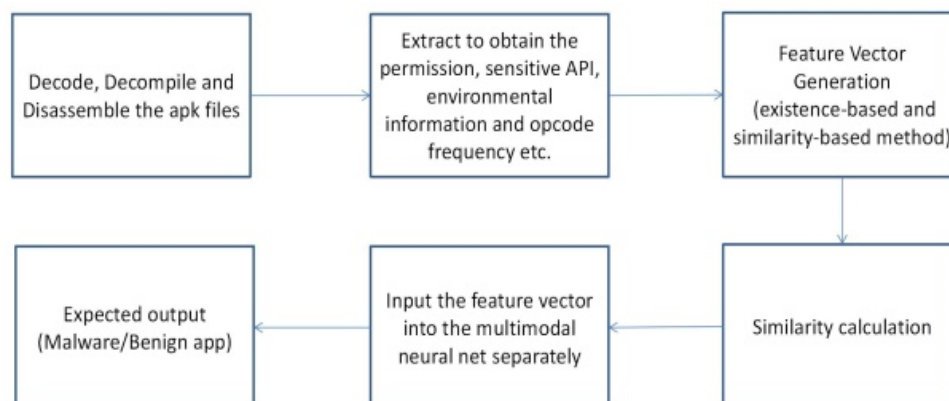 Decode, Decompile and
Disassemble the apk files
Extract to obtain the
permission, sensitive API,
environmental
information and opcode
frequency etc.
Feature Vector
Generation
(existence-based and
similarity-based method)
Similarity calculation
Input the feature vector
into the multimodal
neural net separately
Expected output
(Malware/Benign app)